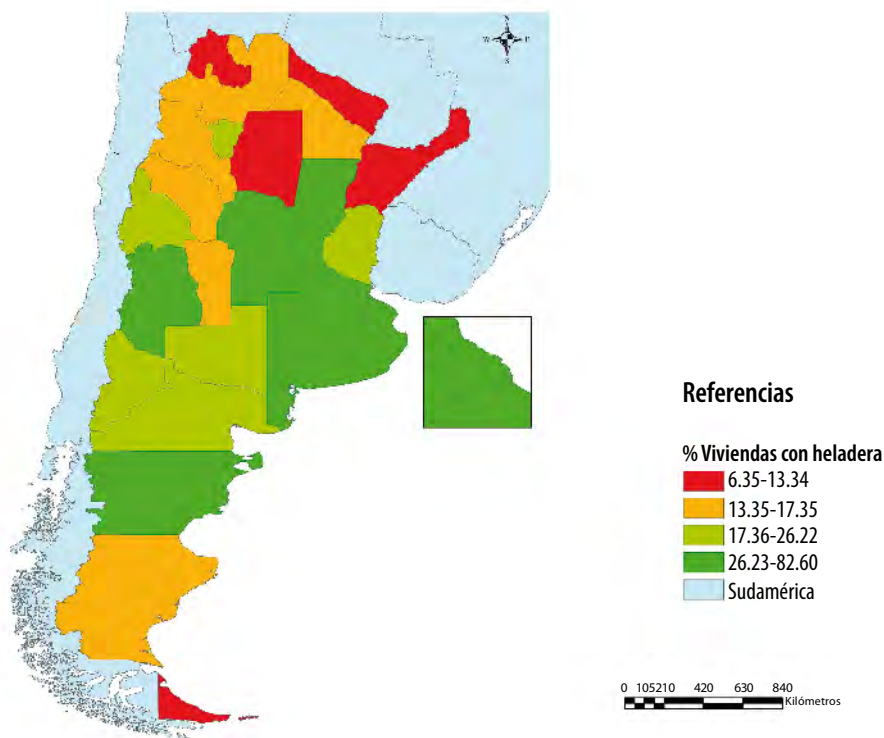 N
W E
S
Referencias
% Viviendas con heladera
6.35-13.34
13.35-17.35
17.36-26.22
26.23-82.60
Sudamérica
0 105210 420 630 840
Kilómetros